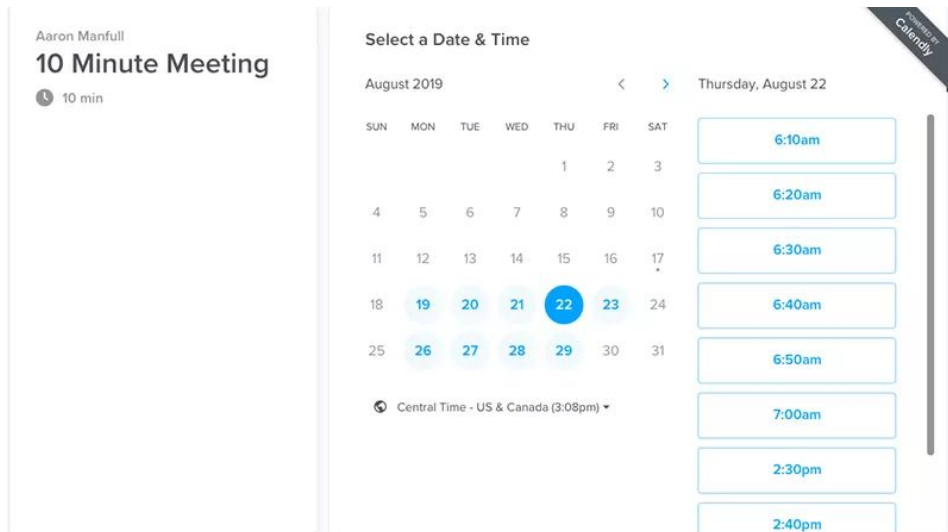 Aaron Manfull
10 Minute Meeting
10 min
Select a Date & Time
August 2019
SUN MON TUE WED THU FRI SAT
1 2 3
4 5 6 7 8 9 10
11 12 13 14 15 16 17
18 19 20 21 22 23 24
25 26 27 28 29 30 31
Central Time - US & Canada (3:08pm)
Thursday, August 22
6:10am
6:20am
6:30am
6:40am
6:50am
7:00am
2:30pm
2:40pm
POWERED BY
Calendly